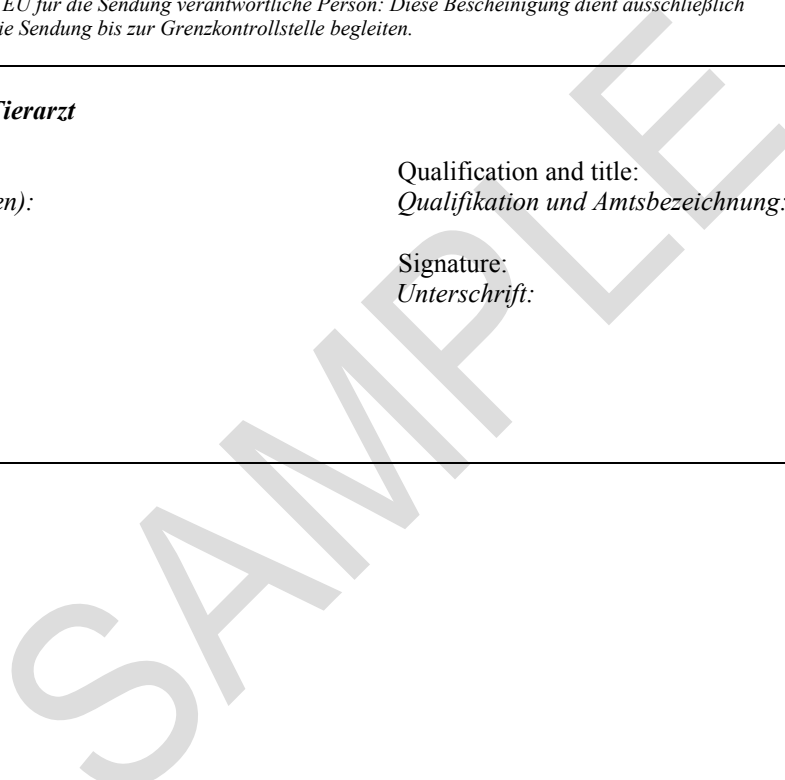 EU für die Sendung verantwortliche Person: Diese Bescheinigung dient ausschließlich
die Sendung bis zur Grenzkontrollstelle begleiten.
Tierarzt
Qualification and title:
en):
Qualifikation und Amtsbezeichnung:
Signature:
Unterschrift:
SAMPLE